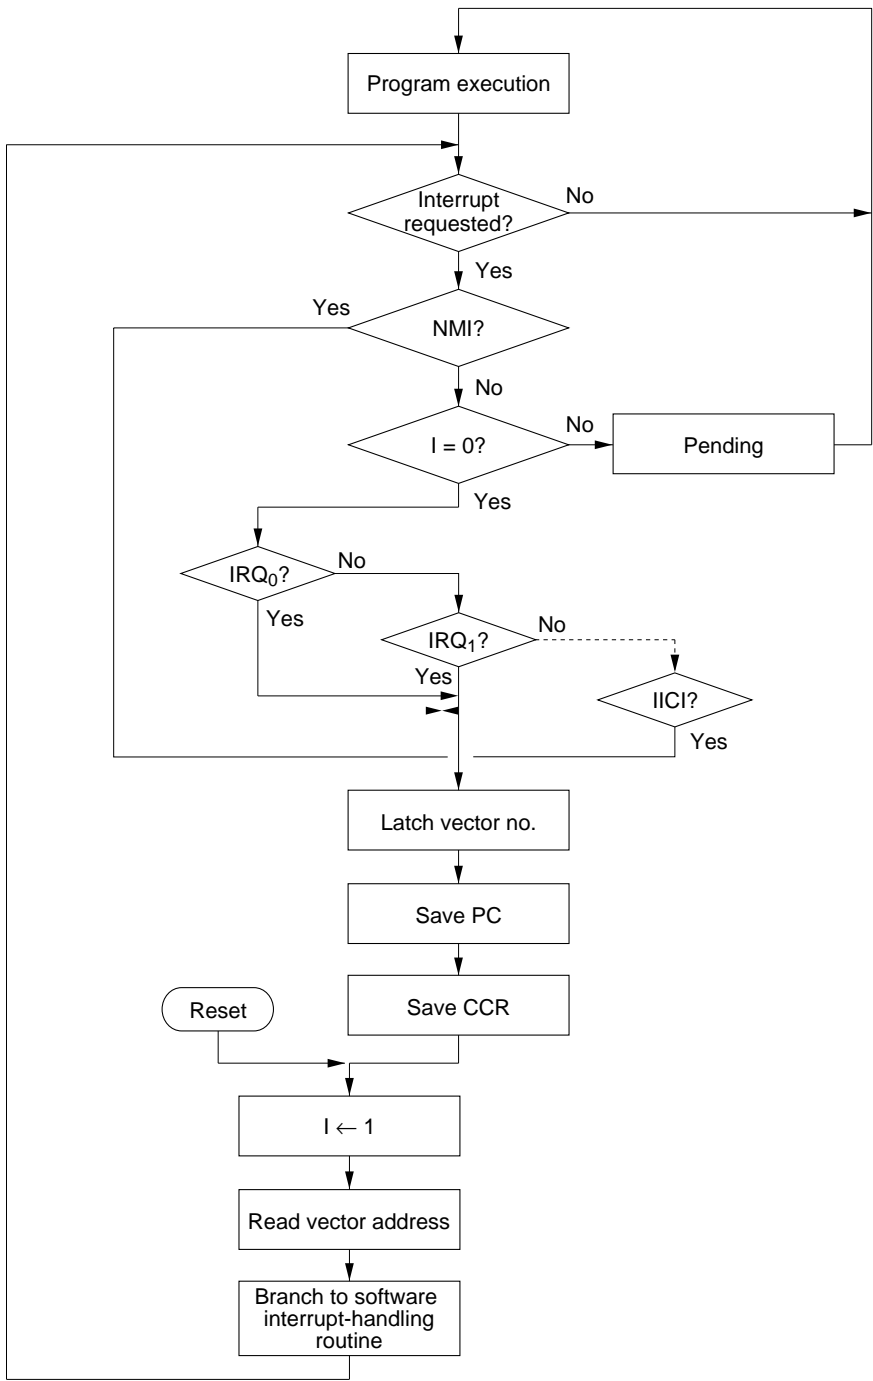 Program execution
Interrupt
requested?
No
Yes
Yes
NMI?
No
I = 0?
No
Pending
Yes
IRQ0?
No
Yes
IRQ1?
No
Yes
IICI?
Yes
Latch vector no.
Save PC
Save CCR
Reset
I ← 1
Read vector address
Branch to software
interrupt-handling
routine